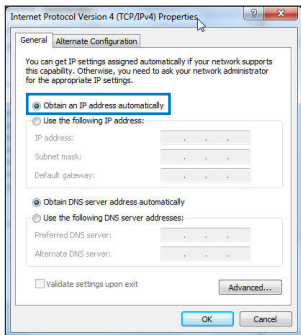 Internet Protocol Version 4 (TCP/IPv4) Properties
General
Alternate Configuration
You can get IP settings assigned automatically if your network supports
this capability. Otherwise, you need to ask your network administrator
for the appropriate IP settings.
Obtain an IP address automatically
Use the following IP address:
IP address:
Subnet mask:
Default gateway:
Obtain DNS server address automatically
Use the following DNS server addresses:
Preferred DNS server:
Alternate DNS server:
Validate settings upon exit
Advanced...
OK
Cancel